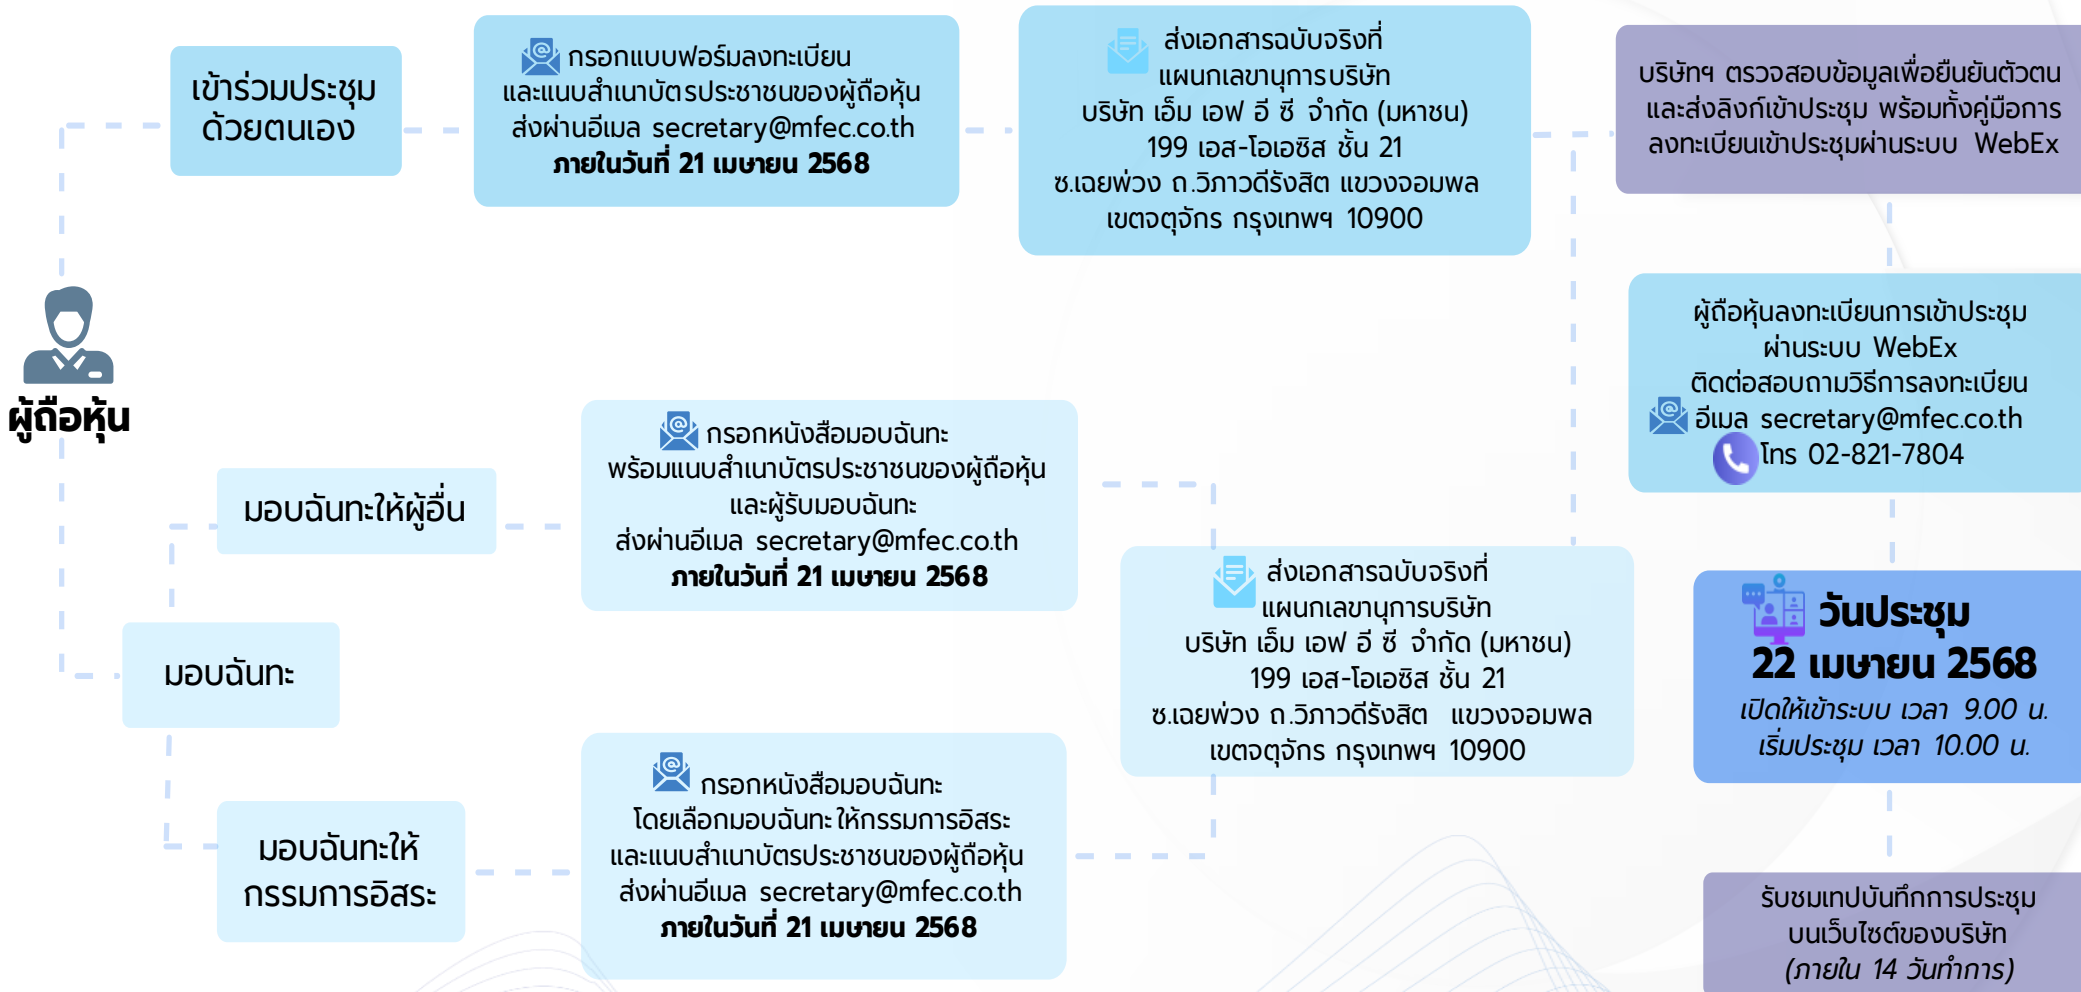 เข้าร่วมประชุม
ด้วยตนเอง
กรอกแบบฟอร์มลงทะเบียน
และแนบสำเนาบัตรประชาชนของผู้ถือหุ้น
ส่งผ่านอีเมล secretary@mfec.co.th
ภายในวันที่ 21 เมษายน 2568
ส่งเอกสารฉบับจริงที่
แผนกเลขานุการบริษัท
บริษัท เอ็ม เอฟ อี ซี จำกัด (มหาชน)
199 เอส-โอเอซิส ชั้น 21
ซ.เฉยพ่วง ถ.วิภาวดีรังสิต แขวงจอมพล
เขตจตุจักร กรุงเทพฯ 10900
บริษัทฯ ตรวจสอบข้อมูลเพื่อยืนยันตัวตน
และส่งลิงก์เข้าประชุม พร้อมทั้งคู่มือการ
ลงทะเบียนเข้าประชุมผ่านระบบ WebEx
ผู้ถือหุ้นลงทะเบียนการเข้าประชุม
ผ่านระบบ WebEx
ติดต่อสอบถามวิธีการลงทะเบียน
อีเมล secretary@mfec.co.th
โทร 02-821-7804
ผู้ถือหุ้น
มอบฉันทะให้ผู้อื่น
กรอกหนังสือมอบฉันทะ
พร้อมแนบสำเนาบัตรประชาชนของผู้ถือหุ้น
และผู้รับมอบฉันทะ
ส่งผ่านอีเมล secretary@mfec.co.th
ภายในวันที่ 21 เมษายน 2568
มอบฉันทะ
ส่งเอกสารฉบับจริงที่
แผนกเลขานุการบริษัท
บริษัท เอ็ม เอฟ อี ซี จำกัด (มหาชน)
199 เอส-โอเอซิส ชั้น 21
ซ.เฉยพ่วง ถ.วิภาวดีรังสิต แขวงจอมพล
เขตจตุจักร กรุงเทพฯ 10900
วันประชุม
22 เมษายน 2568
เปิดให้เข้าระบบ เวลา 9.00 น.
เริ่มประชุม เวลา 10.00 น.
มอบฉันทะให้
กรรมการอิสระ
กรอกหนังสือมอบฉันทะ
โดยเลือกมอบฉันทะให้กรรมการอิสระ
และแนบสำเนาบัตรประชาชนของผู้ถือหุ้น
ส่งผ่านอีเมล secretary@mfec.co.th
ภายในวันที่ 21 เมษายน 2568
รับชมเทปบันทึกการประชุม
บนเว็บไซต์ของบริษัท
(ภายใน 14 วันทำการ)